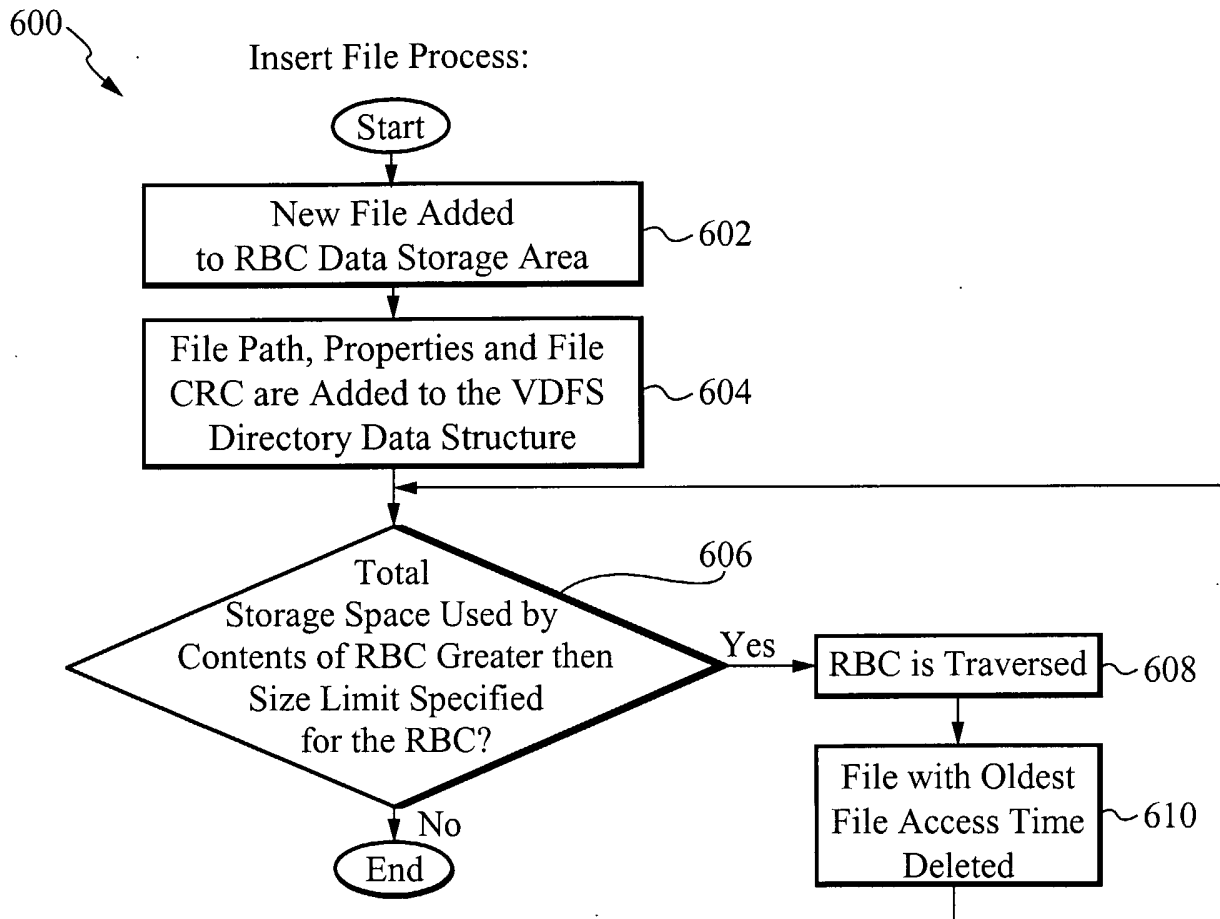 600
Insert File Process:
Start
New File Added
to RBC Data Storage Area
602
File Path, Properties and File
CRC are Added to the VDFS
Directory Data Structure
604
606
Total
Storage Space Used by
Contents of RBC Greater then
Size Limit Specified
for the RBC?
Yes
RBC is Traversed
608
File with Oldest
File Access Time
Deleted
610
No
End